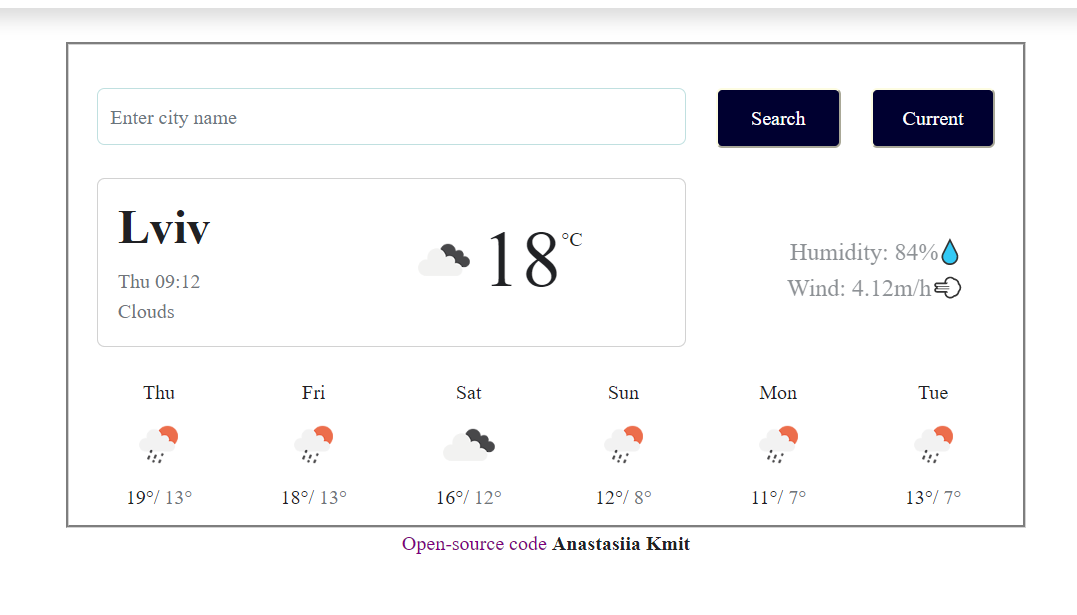 Enter city name
Search
Current
Lviv
18°C
Thu 09:12
Clouds
Humidity: 84%
Wind: 4.12m/h
Thu Fri Sat Sun Mon Tue
19°/ 13° 18°/ 13° 16°/ 12° 12°/ 8° 11°/ 7° 13°/ 7°
Open-source code Anastasiia Kmit